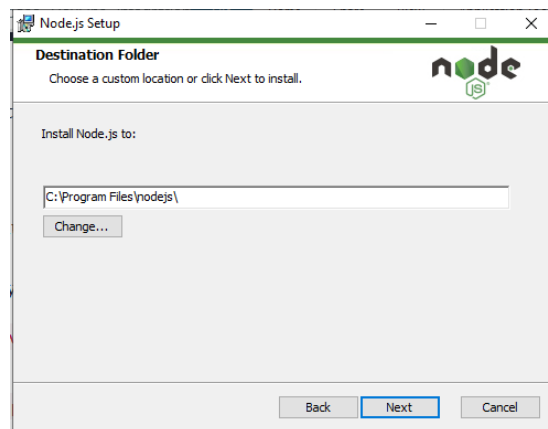 Node.js Setup
Destination Folder
Choose a custom location or click Next to install.
node
JS
Install Node.js to:
C:\Program Files\nodejs\
Change...
Back Next Cancel